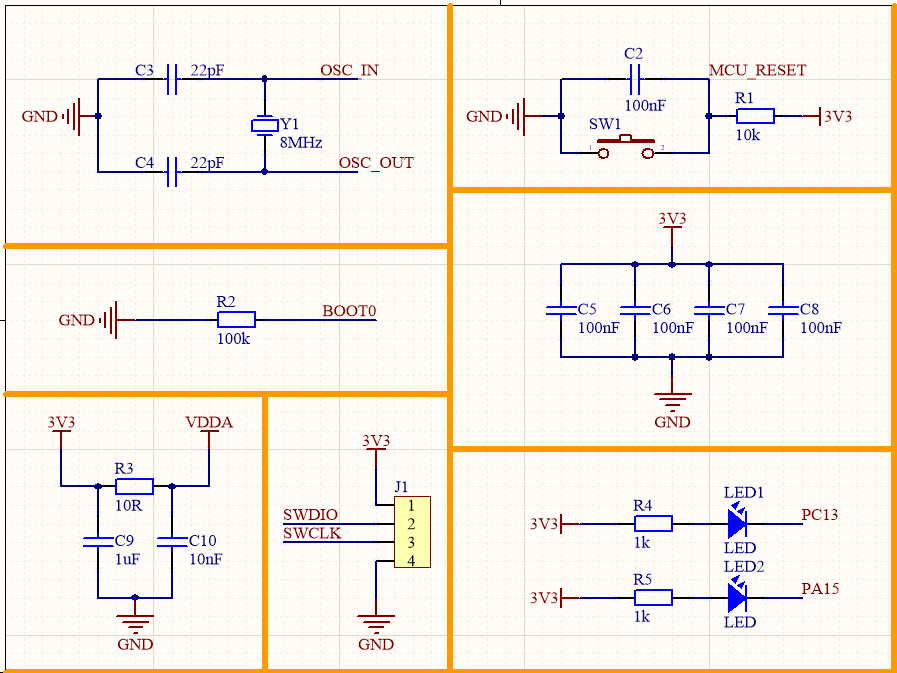 C3 22pF OSC_IN
GND
Y1
8MHz
C4 22pF OSC_OUT
C2
100nF
MCU_RESET
GND
SW1
1 2
R1
10k
3V3
R2
GND
BOOT0
100k
3V3
C5 C6 C7 C8
100nF 100nF 100nF 100nF
GND
3V3 VDDA
R3
10R
C9 C10
1uF 10nF
GND
3V3
J1
1
SWDIO 2
SWCLK 3
4
GND
LED1
R4
3V3 PC13
1k LED
LED2
R5
3V3 PA15
1k LED